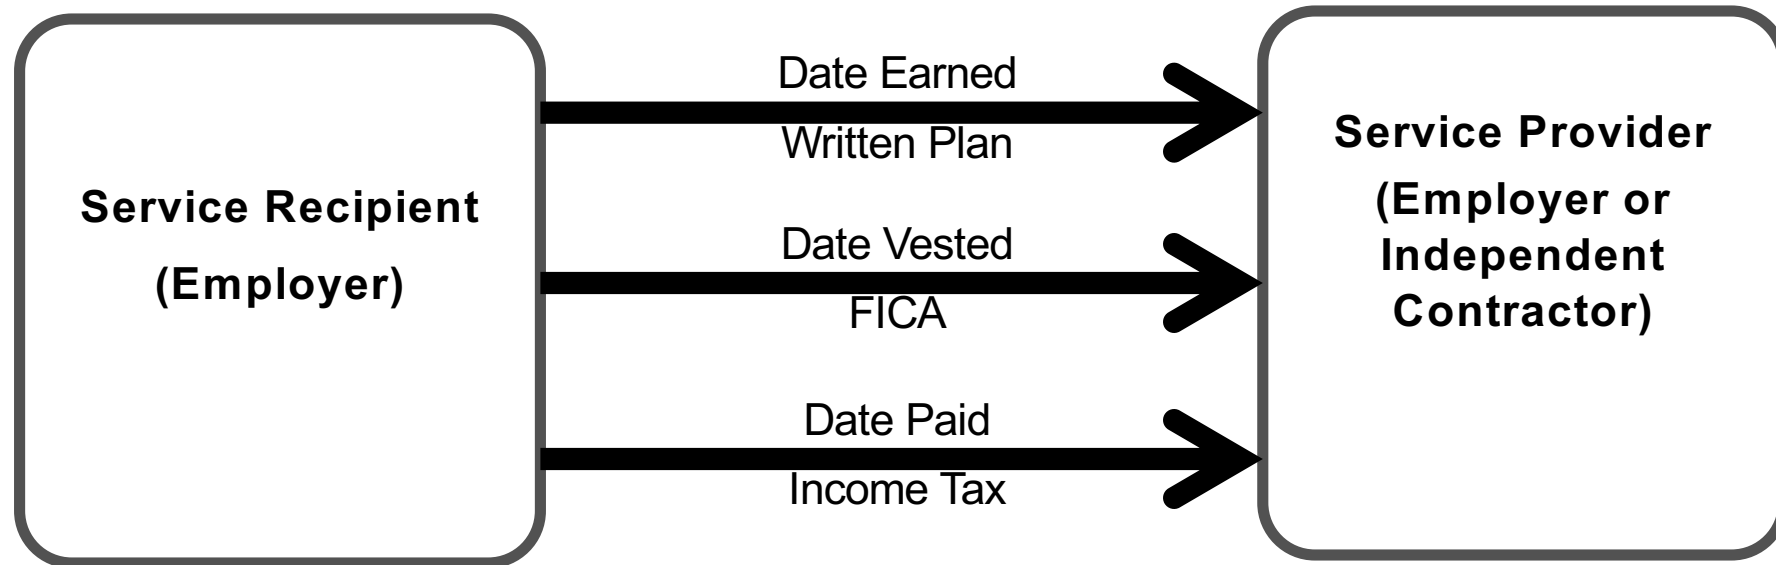 Service Recipient
(Employer)
Date Earned
Written Plan
Date Vested
FICA
Date Paid
Income Tax
Service Provider
(Employer or
Independent
Contractor)